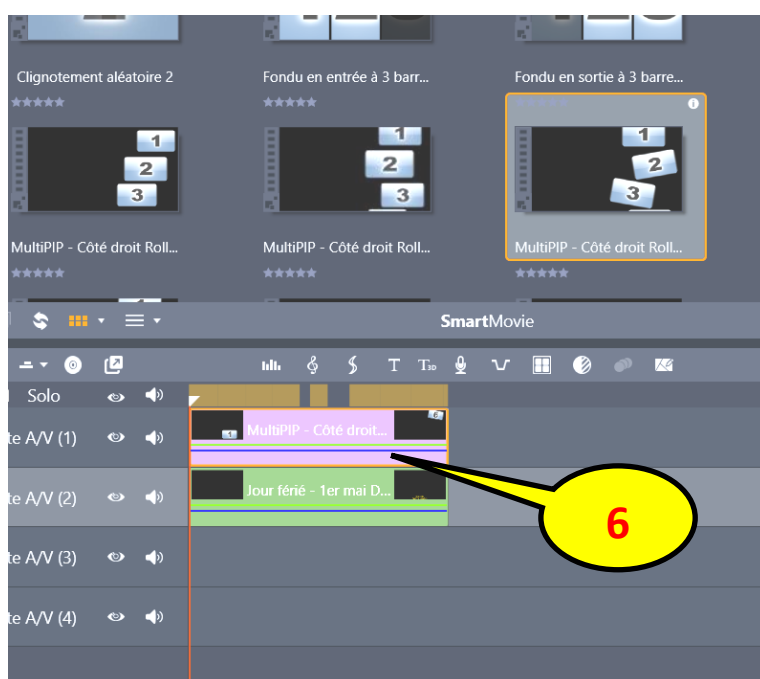 Clignotement aléatoire 2
Fondu en entrée à 3 barr...
Fondu en sortie à 3 barre...
1
2
3
1
2
3
1
2
3
MultiPIP - Côté droit Roll...
MultiPIP - Côté droit Roll...
MultiPIP - Côté droit Roll...
SmartMovie
T T3D
Solo
te A/V (1)
MultiPIP - Côté droit...
te A/V (2)
Jour férié - 1er mai D...
6
te A/V (3)
te A/V (4)